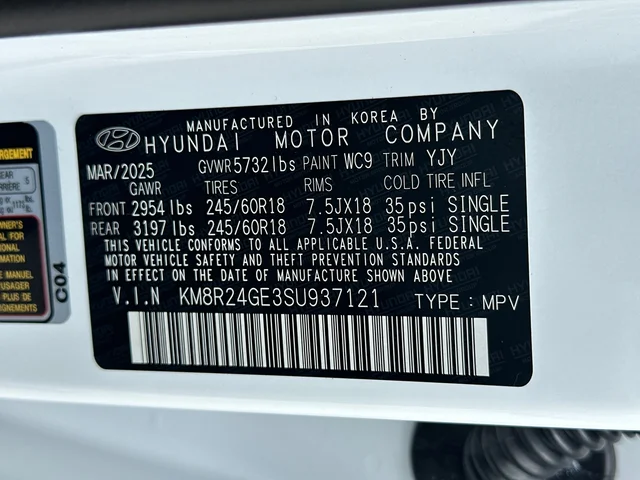 MANUFACTURED IN KOREA BY
HYUNDAI MOTOR COMPANY
MAR/2025 GVWR 5732lbs PAINT WC9 TRIM YJY
GAWR TIRES RIMS COLD TIRE INFL
FRONT 2954 lbs 245/60R18 7.5JX18 35psi SINGLE
REAR 3197 lbs 245/60R18 7.5JX18 35psi SINGLE
THIS VEHICLE CONFORMS TO ALL APPLICABLE U.S.A. FEDERAL
MOTOR VEHICLE SAFETY AND THEFT PREVENTION STANDARDS
IN EFFECT ON THE DATE OF MANUFACTURE SHOWN ABOVE.
V.I.N KM8R24GE3SU937121 TYPE : MPV
C04